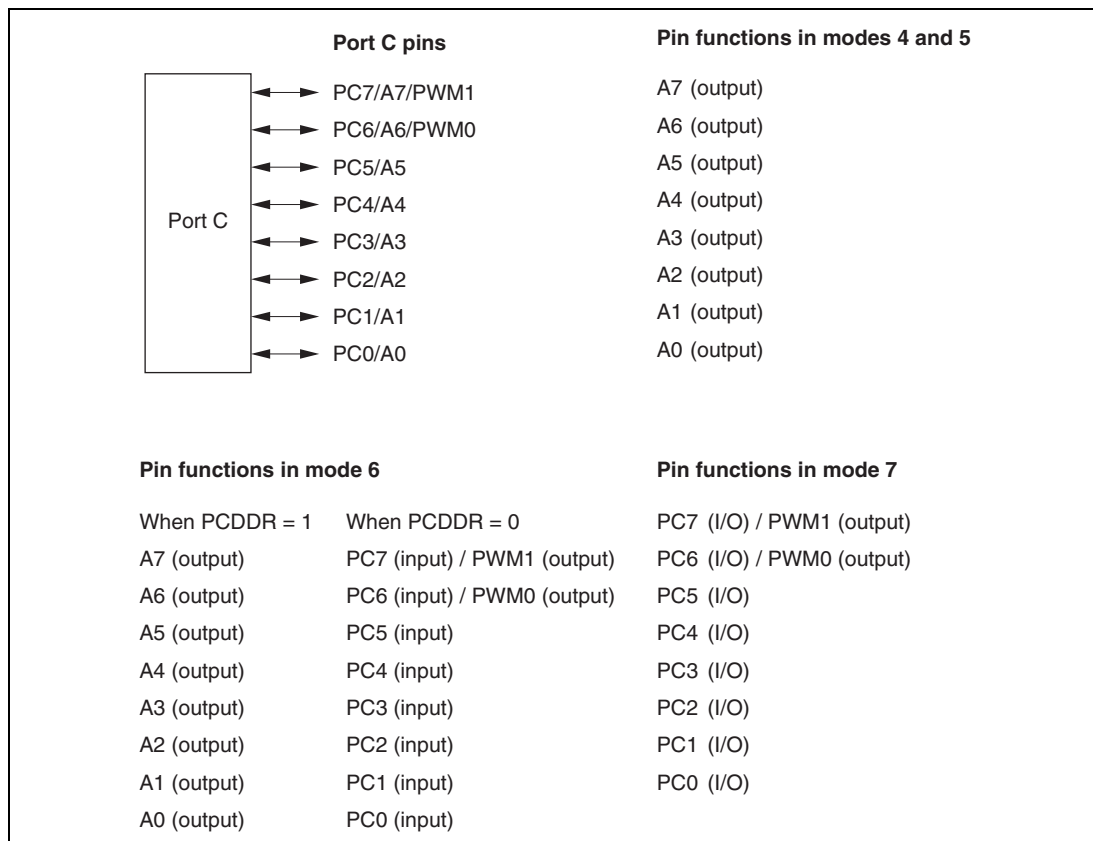 Port C pins
Pin functions in modes 4 and 5
Port C
PC7/A7/PWM1
A7 (output)
PC6/A6/PWM0
A6 (output)
PC5/A5
A5 (output)
PC4/A4
A4 (output)
PC3/A3
A3 (output)
PC2/A2
A2 (output)
PC1/A1
A1 (output)
PC0/A0
A0 (output)
Pin functions in mode 6
Pin functions in mode 7
When PCDDR = 1
When PCDDR = 0
PC7 (I/O) / PWM1 (output)
A7 (output)
PC7 (input) / PWM1 (output)
PC6 (I/O) / PWM0 (output)
A6 (output)
PC6 (input) / PWM0 (output)
PC5 (I/O)
A5 (output)
PC5 (input)
PC4 (I/O)
A4 (output)
PC4 (input)
PC3 (I/O)
A3 (output)
PC3 (input)
PC2 (I/O)
A2 (output)
PC2 (input)
PC1 (I/O)
A1 (output)
PC1 (input)
PC0 (I/O)
A0 (output)
PC0 (input)